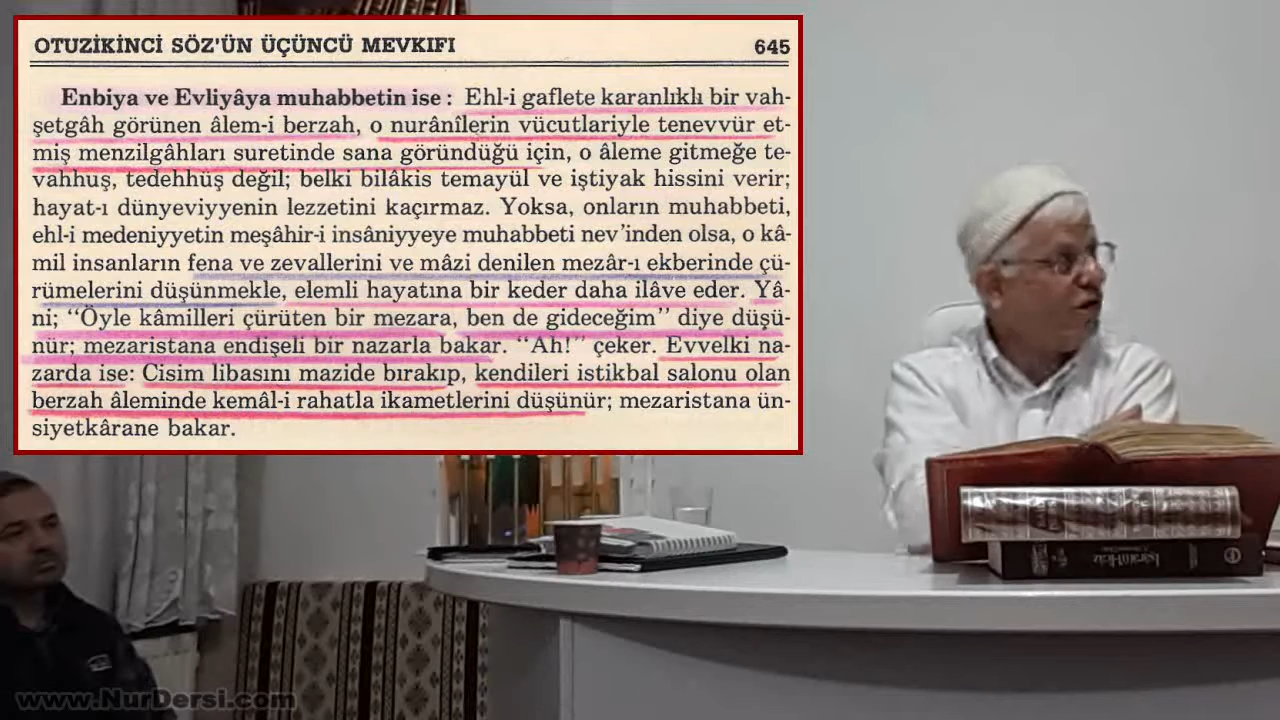 OTUZİKİNCİ SÖZ'ÜN ÜÇÜNCÜ MEVKIFI 645
Enbiya ve Evliyâya muhabbetin ise : Ehl-i gaflete karanlıklı bir vah-
şetgâh görünen âlem-i berzah, o nurânîlerin vücutlariyle tenevvür et-
miş menzilgâhları suretinde sana göründüğü için, o âleme gitmeğe te-
vahhuş, tedehhüş değil; belki bilâkis temayül ve iştiyak hissini verir;
hayat-ı dünyeviyyenin lezzetini kaçırmaz. Yoksa, onların muhabbeti,
ehl-i medeniyyetin meşâhir-i insâniyyeye muhabbeti nev'inden olsa, o kâ-
mil insanların fena ve zevallerini ve mâzi denilen mezâr-ı ekberinde çü-
rümelerini düşünmekle, elemli hayatına bir keder daha ilâve eder. Yâ-
ni; "Öyle kâmilleri çürüten bir mezara, ben de gideceğim" diye düşü-
nür; mezaristana endişeli bir nazarla bakar. "Ah!" çeker. Evvelki na-
zarda ise: Cisim libasını mazide bırakıp, kendileri istikbal salonu olan
berzah âleminde kemâl-i rahatla ikametlerini düşünür; mezaristana ün-
siyetkârane bakar.
www.NurDersi.com